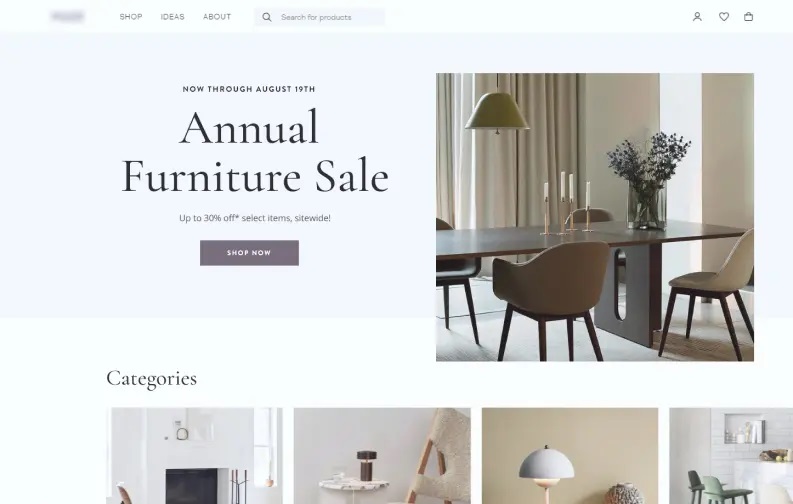 SHOP IDEAS ABOUT Search for products
NOW THROUGH AUGUST 19TH
Annual
Furniture Sale
Up to 30% off* select items, sitewide!
SHOP NOW
Categories